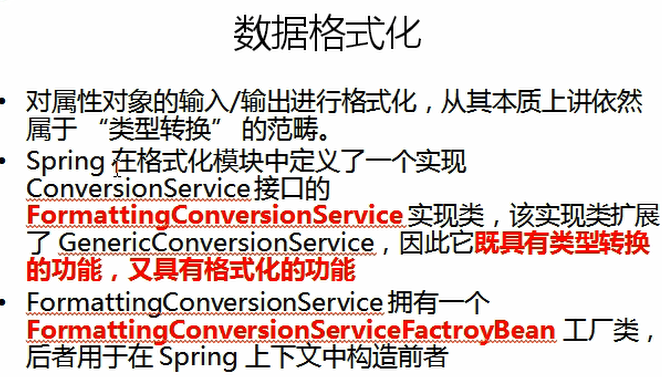 数据格式化
• 对属性对象的输入/输出进行格式化，从其本质上讲依然
属于 “类型转换” 的范畴。
• Spring 在格式化模块中定义了一个实现
ConversionService 接口的
FormattingConversionService 实现类，该实现类扩展
了 GenericConversionService，因此它既具有类型转换
的功能，又具有格式化的功能
• FormattingConversionService 拥有一个
FormattingConversionServiceFactroyBean 工厂类，
后者用于在 Spring 上下文中构造前者